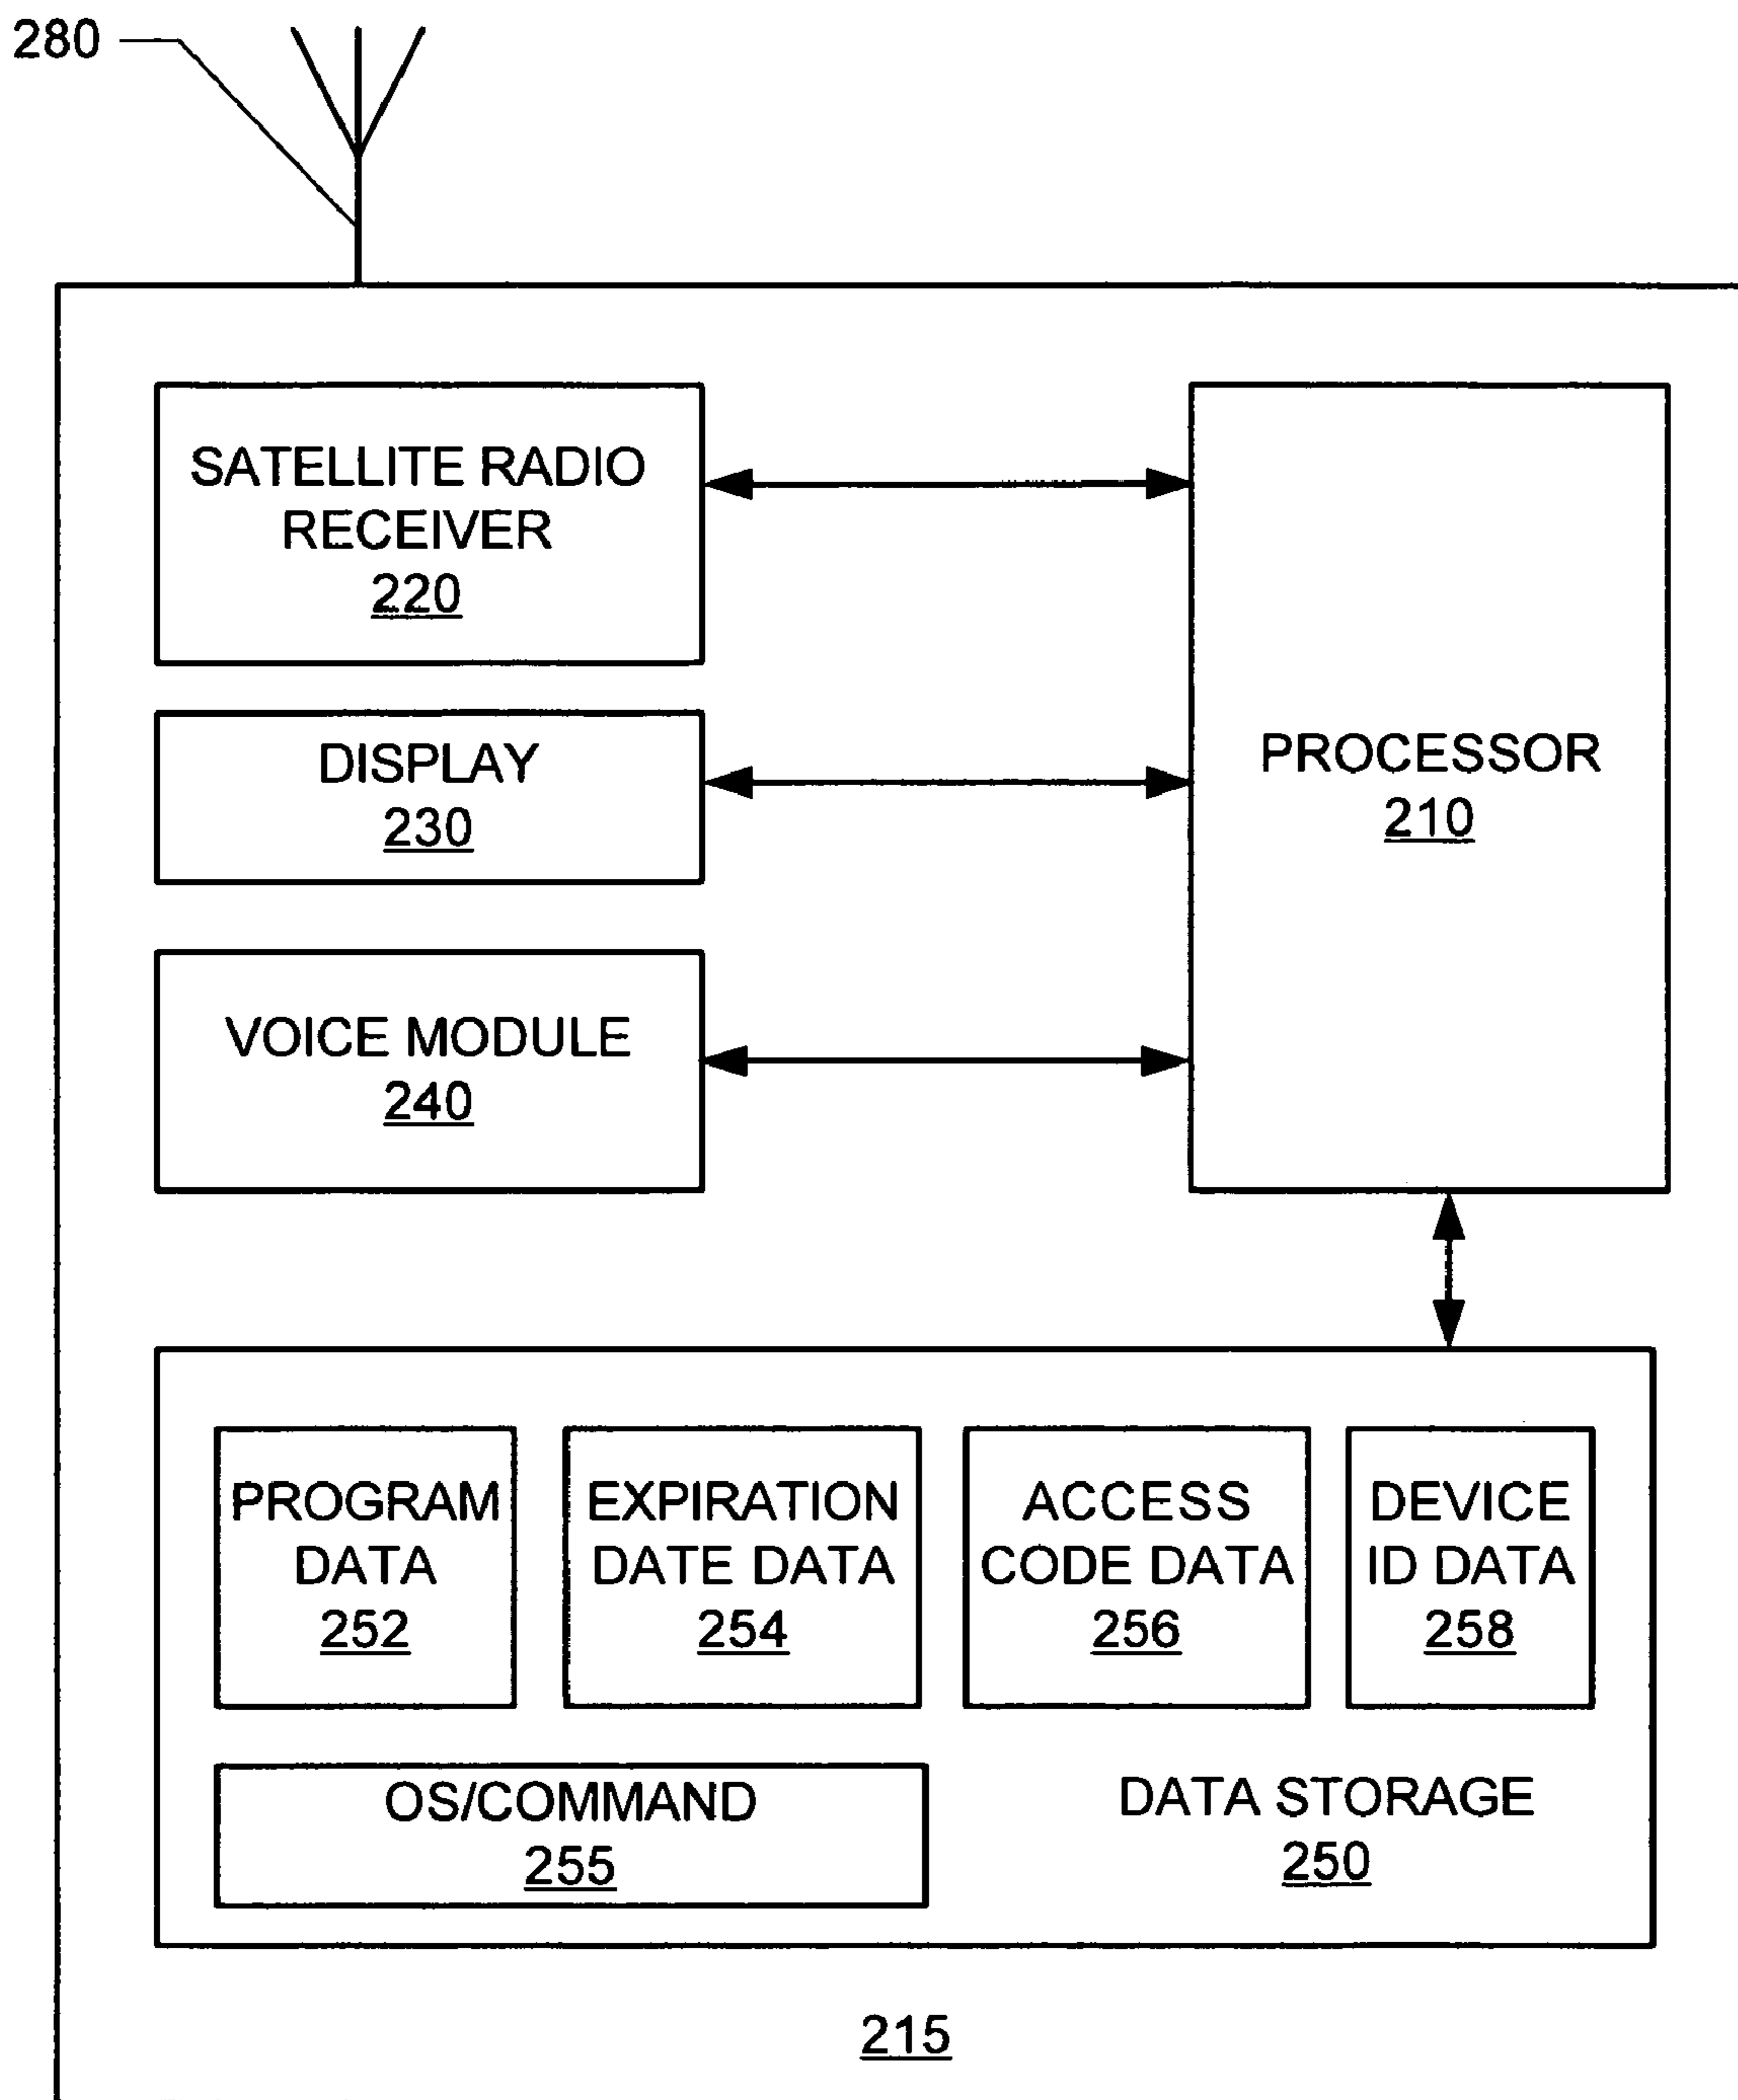 280
SATELLITE RADIO
RECEIVER
220
DISPLAY
230
VOICE MODULE
240
PROCESSOR
210
PROGRAM
DATA
252
EXPIRATION
DATE DATA
254
ACCESS
CODE DATA
256
DEVICE
ID DATA
258
OS/COMMAND
255
DATA STORAGE
250
215